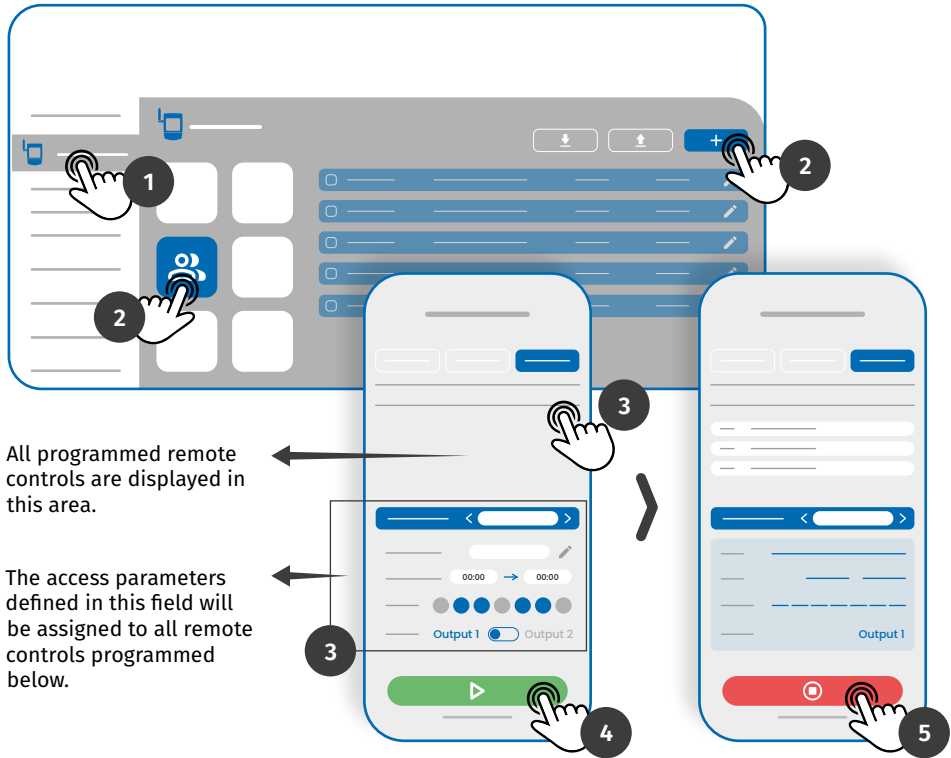 1
2
2
3
All programmed remote
controls are displayed in
this area.
The access parameters
defined in this field will
be assigned to all remote
controls programmed
below.
00:00 → 00:00
Output 1 Output 2
3
4
Output 1
5